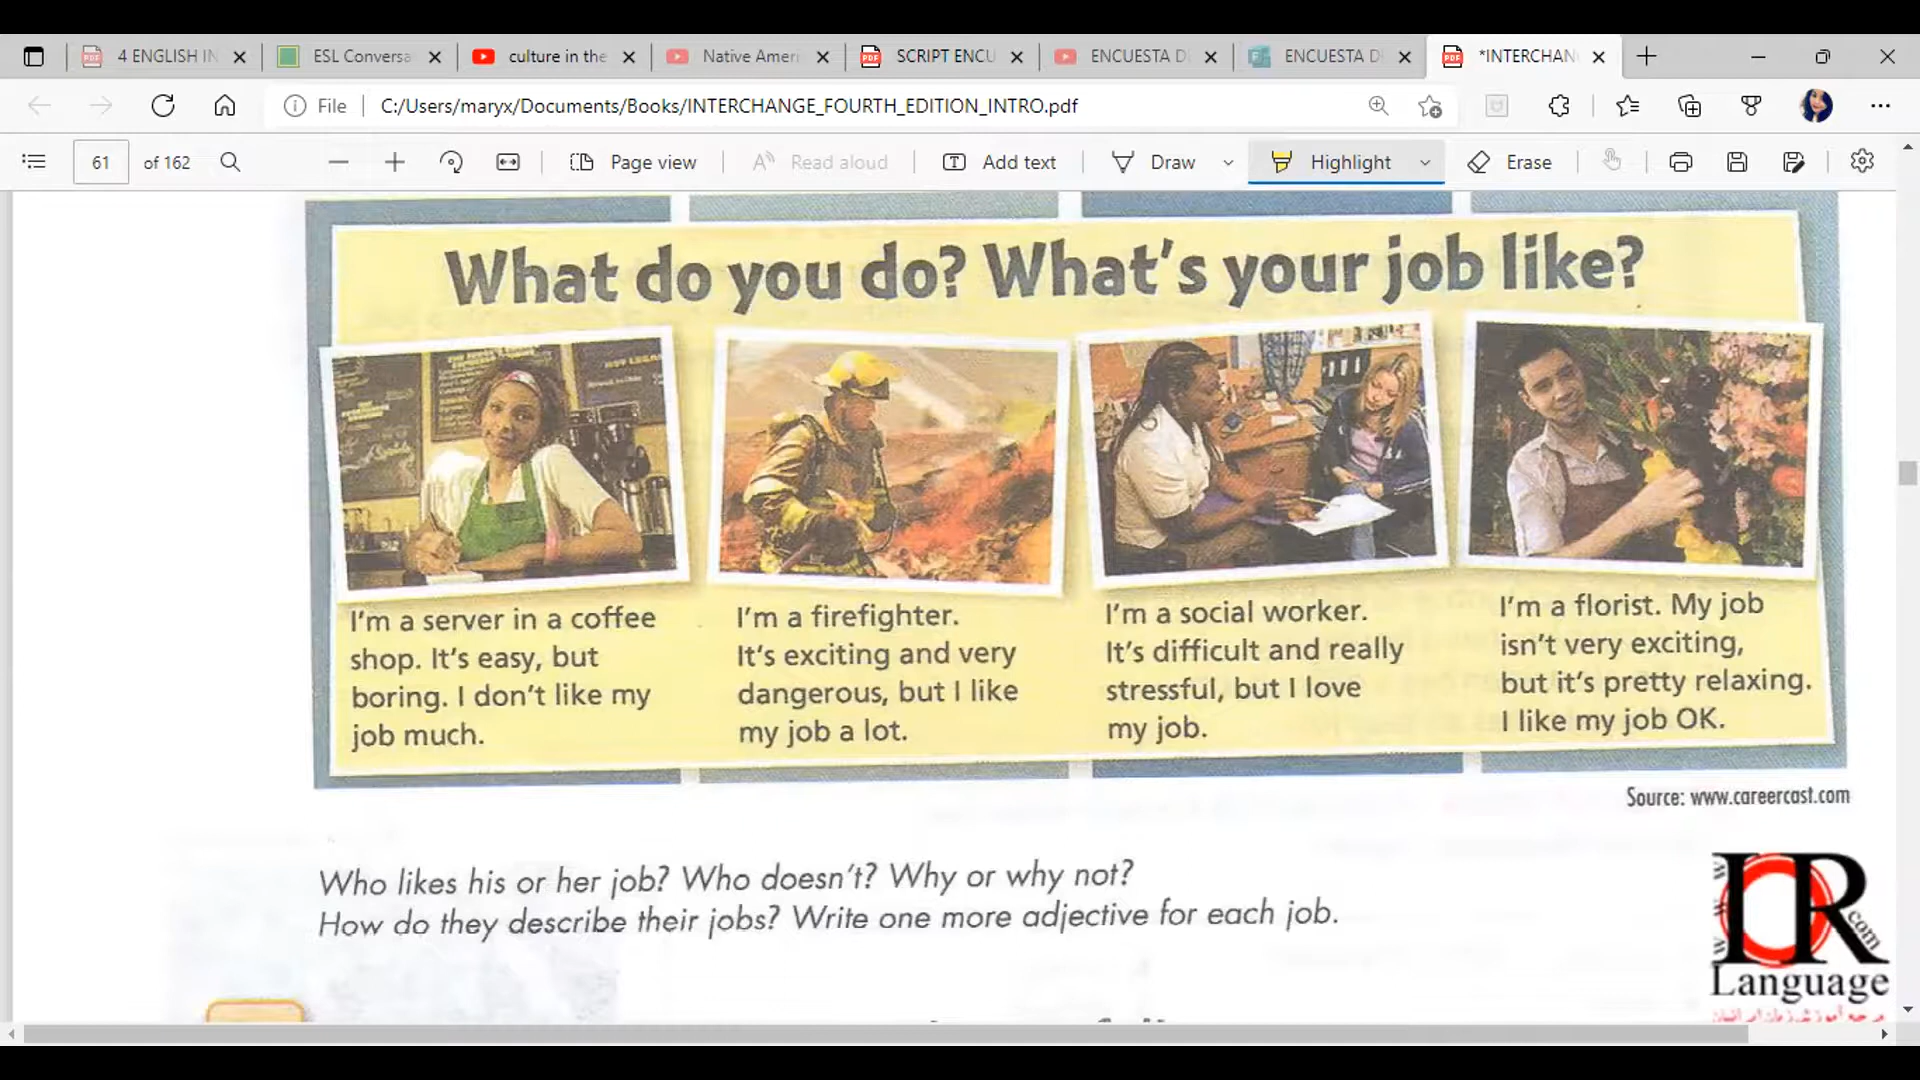 4 ENGLISH IN
ESL Conversa
culture in the
Native Ameri
SCRIPT ENCU
ENCUESTA D
ENCUESTA D
*INTERCHAN
File
C:/Users/maryx/Documents/Books/INTERCHANGE_FOURTH_EDITION_INTRO.pdf
61 of 162
Page view
Read aloud
Add text
Draw
Highlight
Erase
What do you do? What's your job like?
I'm a server in a coffee
shop. It's easy, but
boring. I don't like my
job much.
I'm a firefighter.
It's exciting and very
dangerous, but I like
my job a lot.
I'm a social worker.
It's difficult and really
stressful, but I love
my job.
I'm a florist. My job
isn't very exciting,
but it's pretty relaxing.
I like my job OK.
Source: www.careercast.com
Who likes his or her job? Who doesn't? Why or why not?
How do they describe their jobs? Write one more adjective for each job.
www
IR
.com
Language